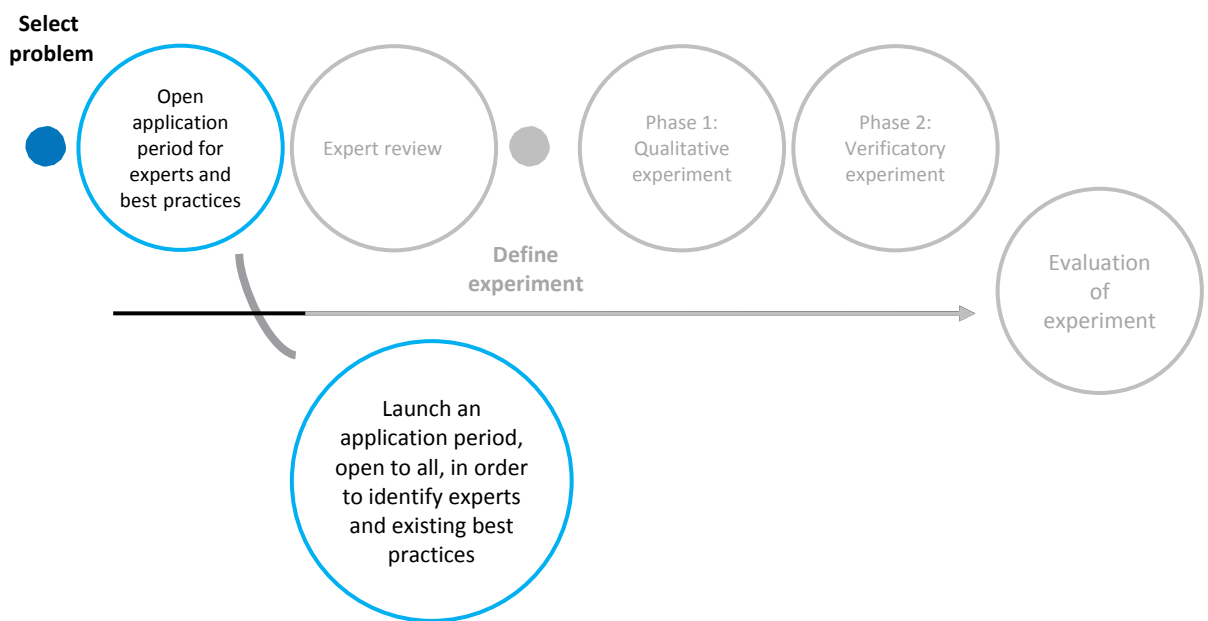 Select
problem
Open
application
period for
experts and
best practices
Expert review
Phase 1:
Qualitative
experiment
Phase 2:
Verificatory
experiment
Define
experiment
Evaluation
of
experiment
Launch an
application period,
open to all, in order
to identify experts
and existing best
practices